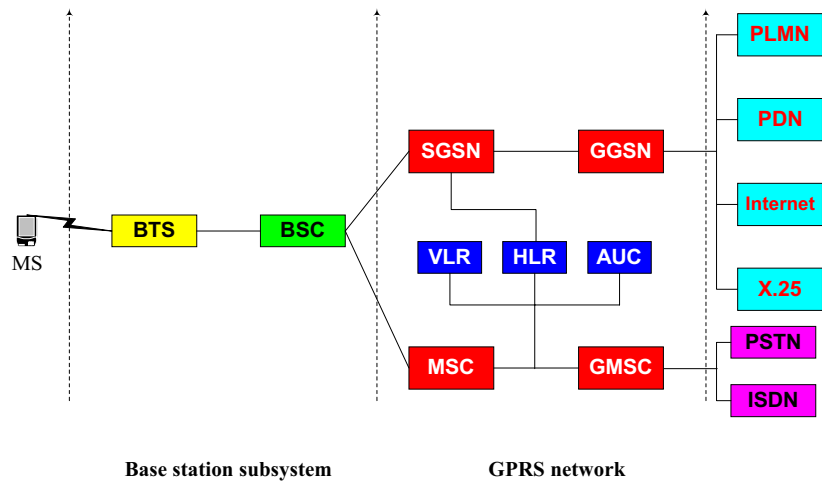 PLMN
PDN
SGSN
GGSN
Internet
BTS
BSC
MS
VLR
HLR
AUC
X.25
PSTN
MSC
GMSC
ISDN
Base station subsystem
GPRS network